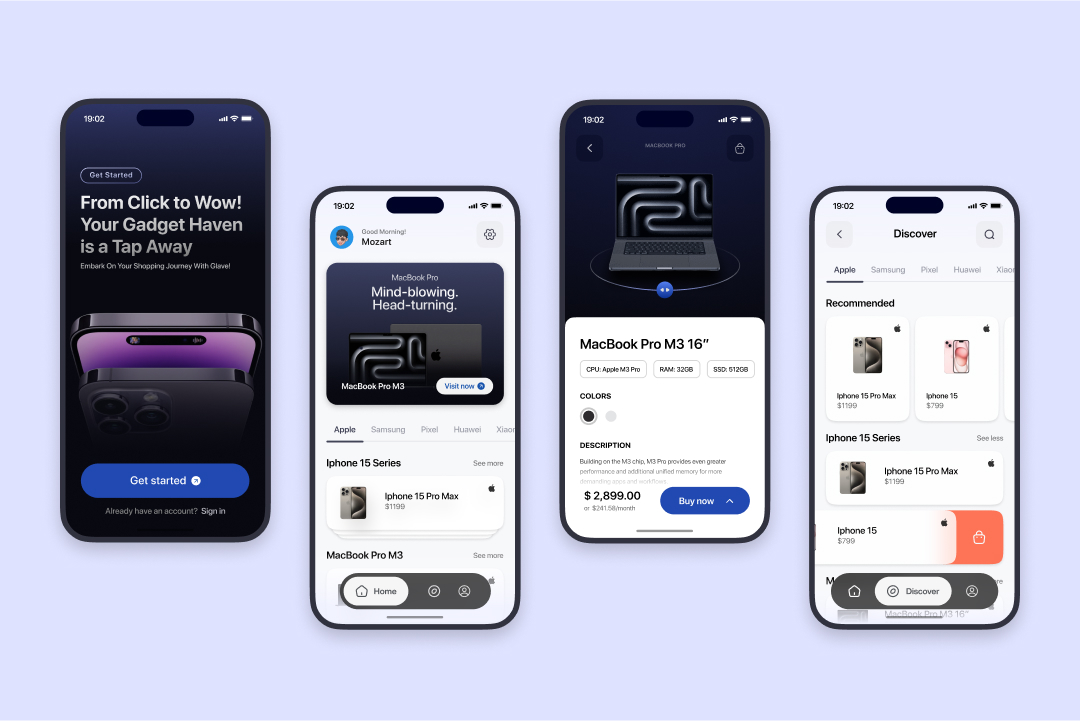 19:02
Get Started
From Click to Wow!
Your Gadget Haven
is a Tap Away
Embark On Your Shopping Journey With Glave!
Get started
Already have an account? Sign in
19:02
Good Morning!
Mozart
MacBook Pro
Mind-blowing.
Head-turning.
MacBook Pro M3
Visit now
Apple Samsung Pixel Huawei Xiaor
Iphone 15 Series See more
Iphone 15 Pro Max
$1199
MacBook Pro M3 See more
Home
19:02
MACBOOK PRO
MacBook Pro M3 16”
CPU: Apple M3 Pro RAM: 32GB SSD: 512GB
COLORS
DESCRIPTION
Building on the M3 chip, M3 Pro provides even greater
performance and additional unified memory for more
demanding apps and workflows.
$ 2,899.00
or $241.58/month
Buy now
19:02
Discover
Apple Samsung Pixel Huawei Xiao
Recommended
Iphone 15 Pro Max
$1199
Iphone 15
$799
Iphone 15 Series See less
Iphone 15 Pro Max
$1199
Iphone 15
$799
Discover
MacBook Pro M3 16”